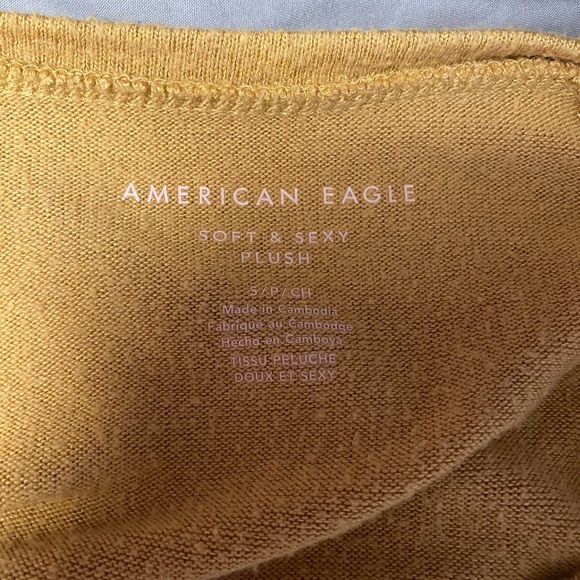 AMERICAN EAGLE
SOFT & SEXY
PLUSH
S / P / CH
Made in Cambodia
Fabriqué au Cambodge
Hecho en Camboya
TISSU PELUCHE
DOUX ET SEXY